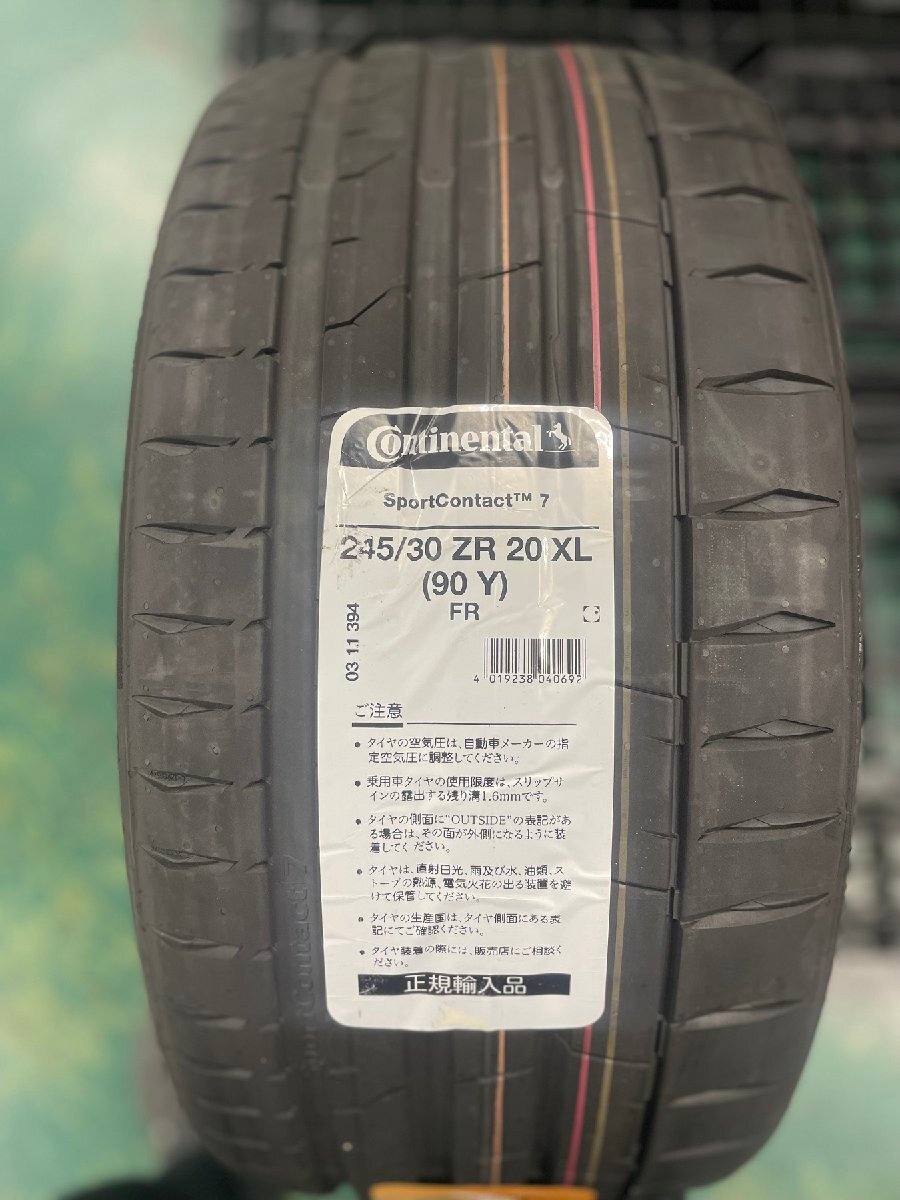 Continental
SportContact™ 7
245/30 ZR 20 XL
(90 Y)
FR
03 11 394
4 019238 040692
ご注意
• タイヤの空気圧は、自動車メーカーの指
定空気圧に調整してください。
• 乗用車タイヤの使用限度は、スリップサ
インの露出する残り溝1.6mmです。
• タイヤの側面に"OUTSIDE"の表記があ
る場合は、その面が外側になるように装
着してください。
• タイヤは、直射日光、雨及び水、油類、ス
トーブの熱源、電気火花の出る装置を避
けて保管してください。
• タイヤの生産国は、タイヤ側面にある表
記にてご確認ください。
• タイヤ装着の際には、販売店にご相談く
ださい。
正規輸入品